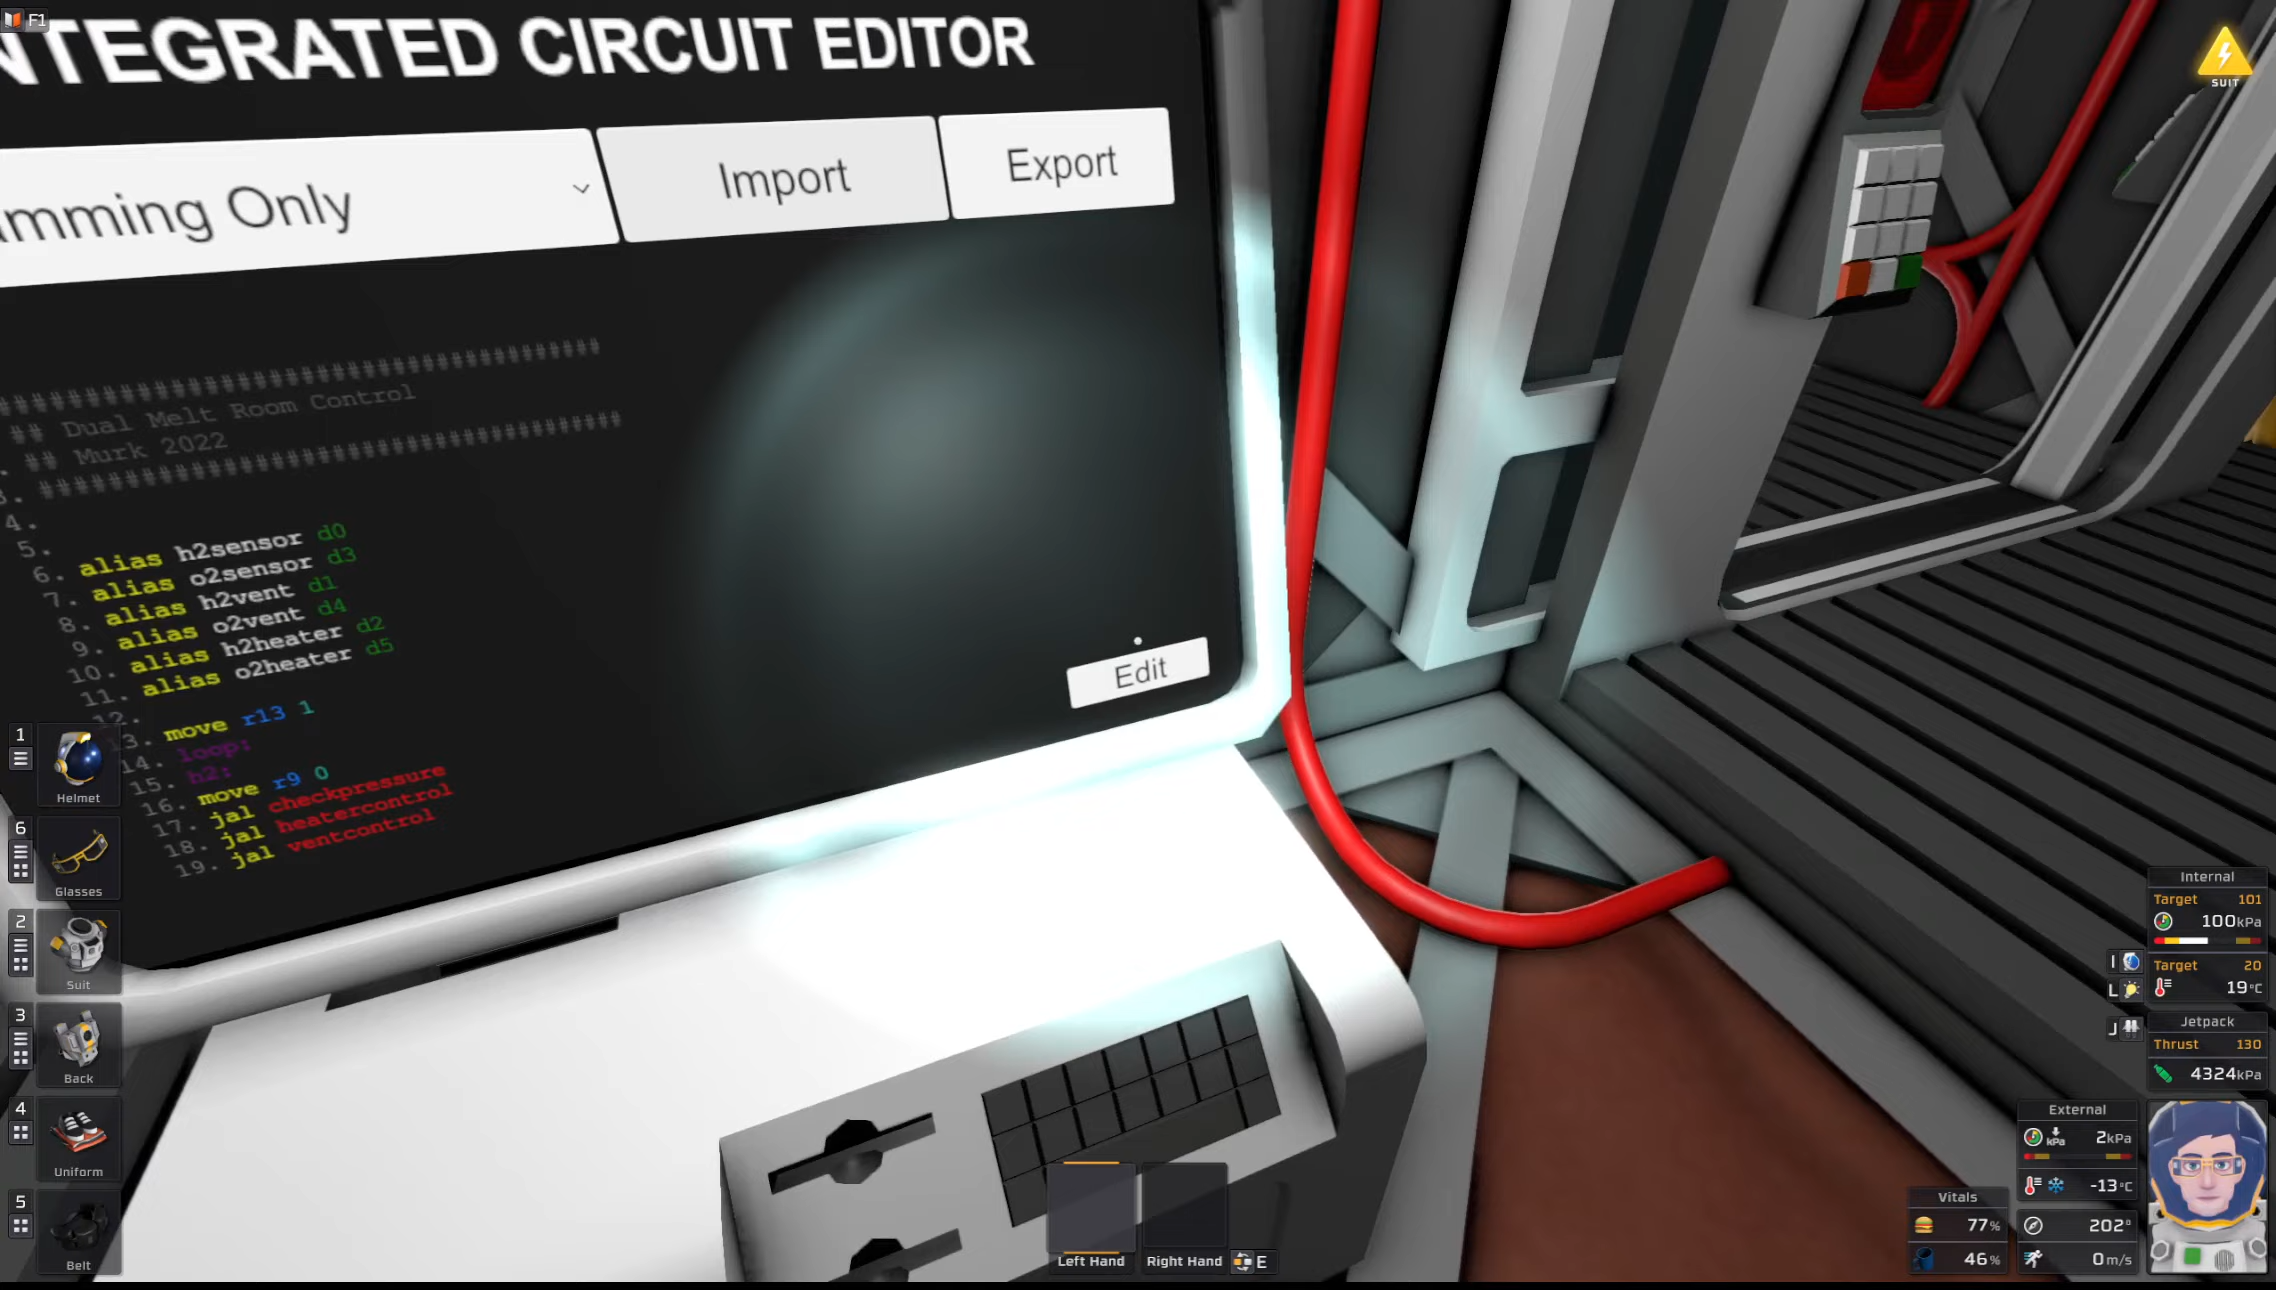 F1
NTEGRATED CIRCUIT EDITOR
SUIT
amming Only
Import
Export
####################################
## Dual Melt Room Control
## Murk 2022
3. ####################################
4.
5.
6. alias h2sensor d0
7. alias o2sensor d3
8. alias h2vent d1
9. alias o2vent d4
10. alias h2heater d2
11. alias o2heater d5
12.
13. move r13 1
14. loop:
15. h2:
16. move r9 0
17. jal checkpressure
18. jal heatercontrol
19. jal ventcontrol
Edit
1
Helmet
6
Glasses
2
Suit
3
Back
4
Uniform
5
Belt
Left Hand
Right Hand
E
Internal
Target 101
100kPa
Target 20
19°C
I
L
J
Jetpack
Thrust 130
4324kPa
External
kPa 2kPa
-13°C
202°
0m/s
Vitals
77%
46%